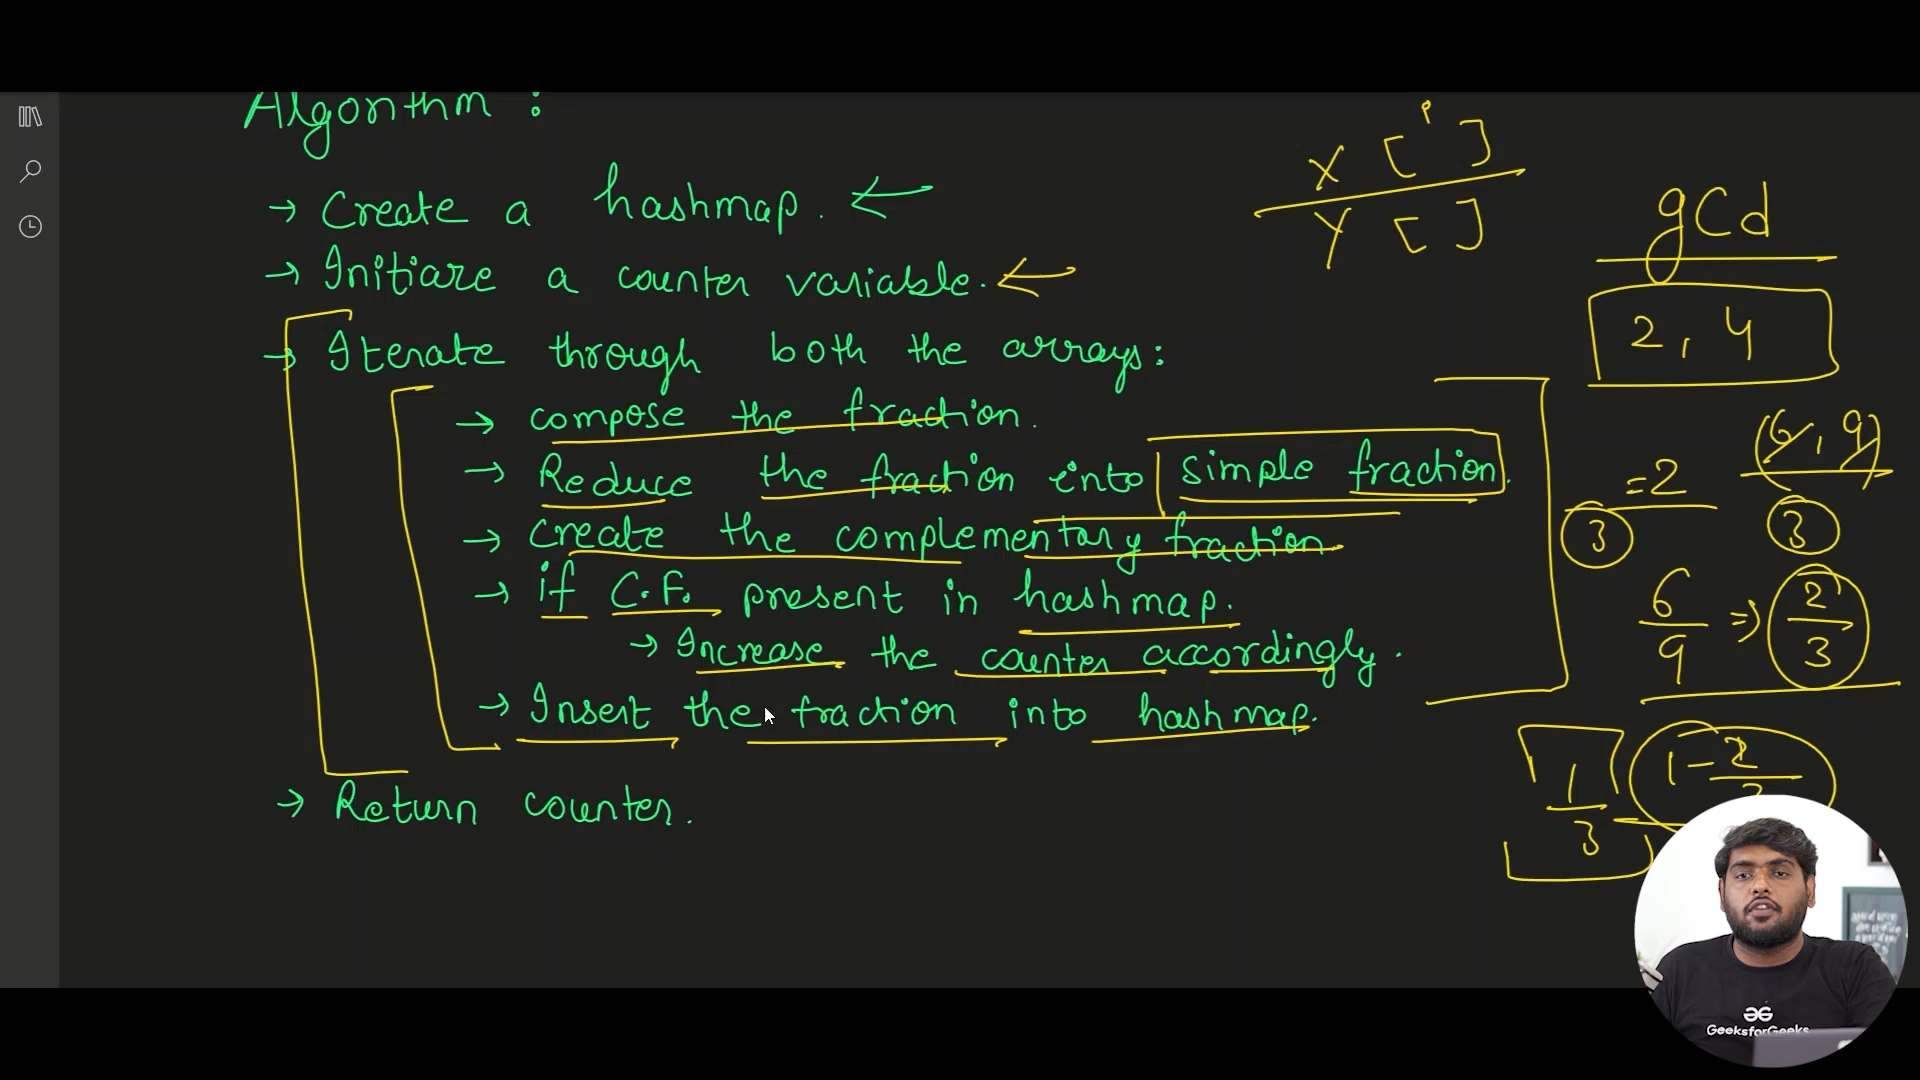 Algorithm :
→ Create a hashmap. ←
→ Initiare a counter variable. ←
→ Iterate through both the arrays:
→ compose the fraction.
→ Reduce the fraction into simple fraction.
→ Create the complementary fraction.
→ if C.F. present in hashmap.
→ Increase the counter accordingly.
→ Insert the fraction into hashmap.
→ Return counter.
X [i]
Y [ ]
gcd
2, 4
(6, 9)
=2
3
3
6
9
⇒
2
3
1
3
1 - 2
GeeksforGeeks